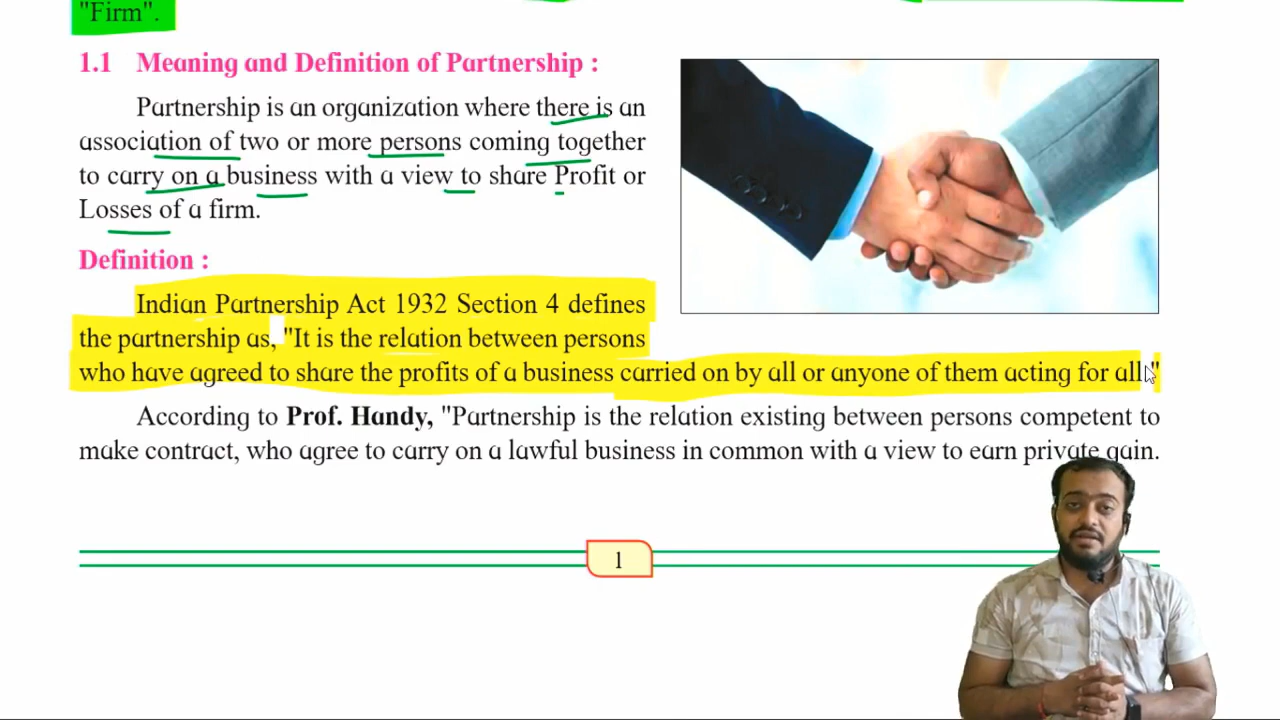 "Firm".
1.1 Meaning and Definition of Partnership :
Partnership is an organization where there is an
association of two or more persons coming together
to carry on a business with a view to share Profit or
Losses of a firm.
Definition :
Indian Partnership Act 1932 Section 4 defines
the partnership as, "It is the relation between persons
who have agreed to share the profits of a business carried on by all or anyone of them acting for all."
According to Prof. Handy, "Partnership is the relation existing between persons competent to
make contract, who agree to carry on a lawful business in common with a view to earn private gain.
1